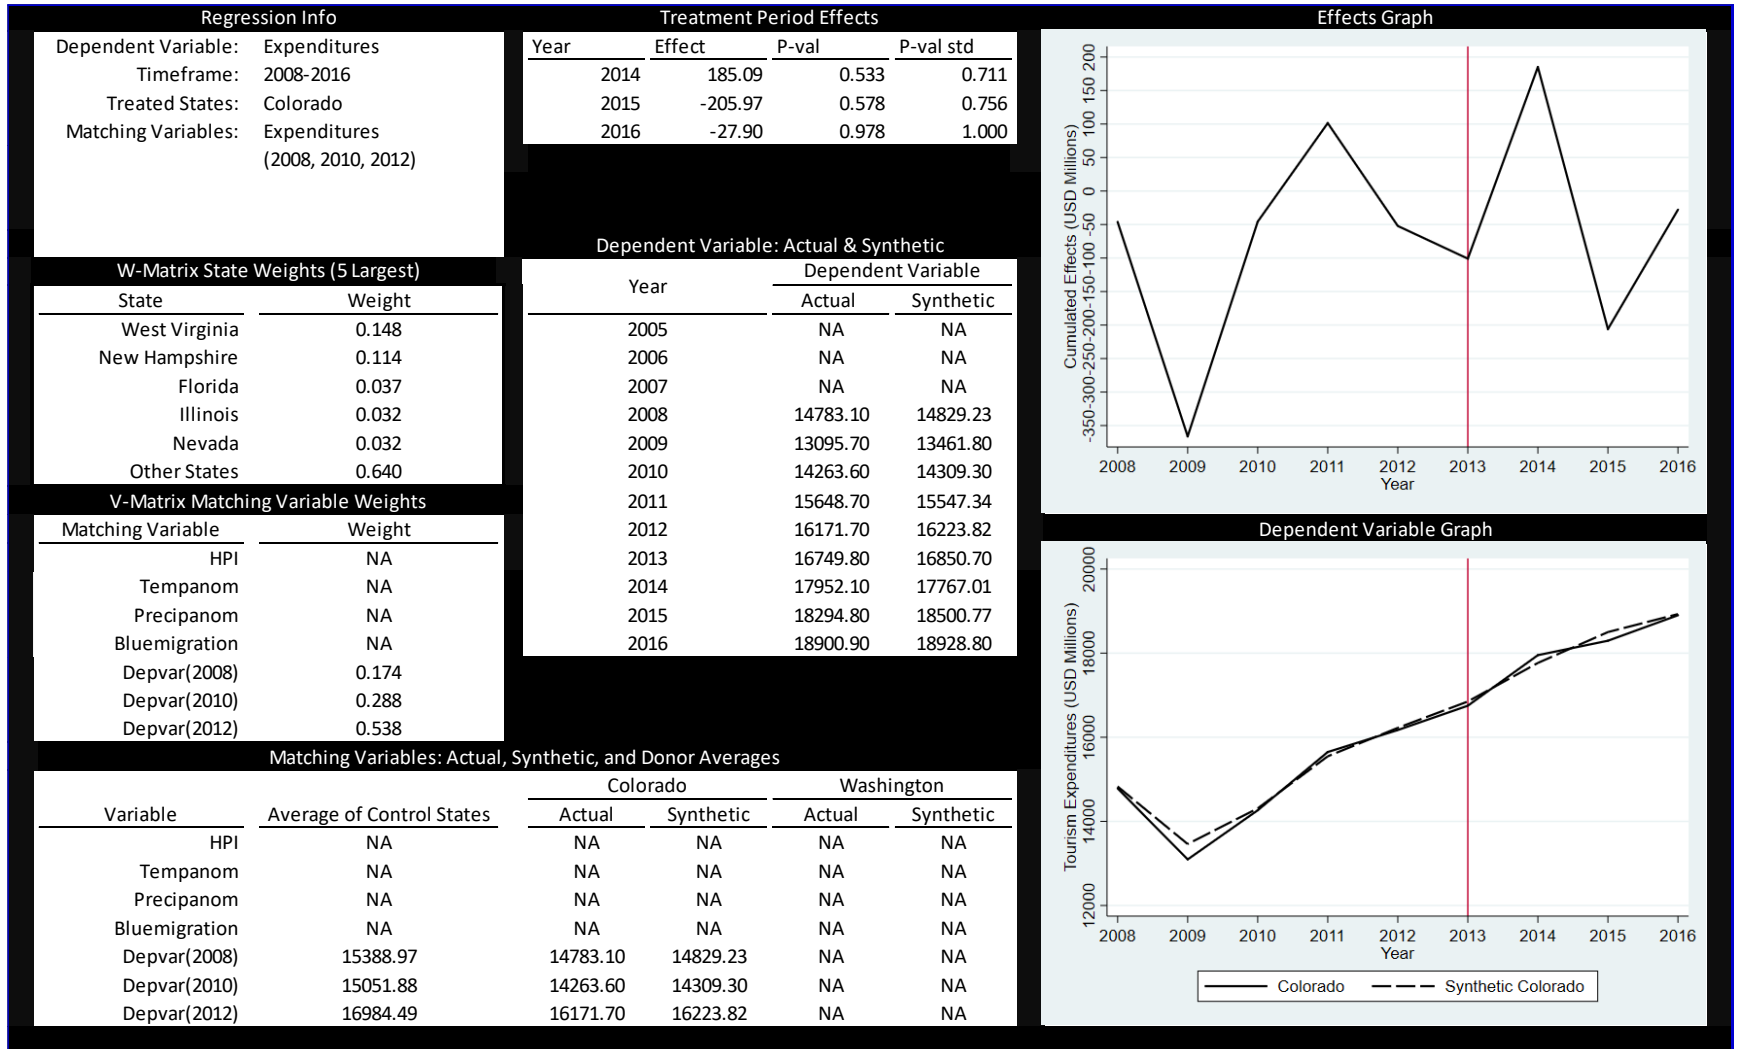 Regression Info
Dependent Variable: Expenditures
Timeframe: 2008-2016
Treated States: Colorado
Matching Variables: Expenditures
(2008, 2010, 2012)
Treatment Period Effects
Year Effect P-val P-val std
2014 185.09 0.533 0.711
2015 -205.97 0.578 0.756
2016 -27.90 0.978 1.000
W-Matrix State Weights (5 Largest)
State Weight
West Virginia 0.148
New Hampshire 0.114
Florida 0.037
Illinois 0.032
Nevada 0.032
Other States 0.640
V-Matrix Matching Variable Weights
Matching Variable Weight
HPI NA
Tempanom NA
Precipanom NA
Bluemigration NA
Depvar(2008) 0.174
Depvar(2010) 0.288
Depvar(2012) 0.538
Dependent Variable: Actual & Synthetic
Dependent Variable
Year
Actual Synthetic
2005 NA NA
2006 NA NA
2007 NA NA
2008 14783.10 14829.23
2009 13095.70 13461.80
2010 14263.60 14309.30
2011 15648.70 15547.34
2012 16171.70 16223.82
2013 16749.80 16850.70
2014 17952.10 17767.01
2015 18294.80 18500.77
2016 18900.90 18928.80
Matching Variables: Actual, Synthetic, and Donor Averages
Colorado Washington
Variable Average of Control States Actual Synthetic Actual Synthetic
HPI NA NA NA NA NA
Tempanom NA NA NA NA NA
Precipanom NA NA NA NA NA
Bluemigration NA NA NA NA NA
Depvar(2008) 15388.97 14783.10 14829.23 NA NA
Depvar(2010) 15051.88 14263.60 14309.30 NA NA
Depvar(2012) 16984.49 16171.70 16223.82 NA NA
Effects Graph
Cumulated Effects (USD Millions)
-350 -300 -250 -200 -150 -100 -50 0 50 100 150 200
2008 2009 2010 2011 2012 2013 2014 2015 2016
Year
Dependent Variable Graph
Tourism Expenditures (USD Millions)
12000 14000 16000 18000 20000
2008 2009 2010 2011 2012 2013 2014 2015 2016
Year
Colorado Synthetic Colorado